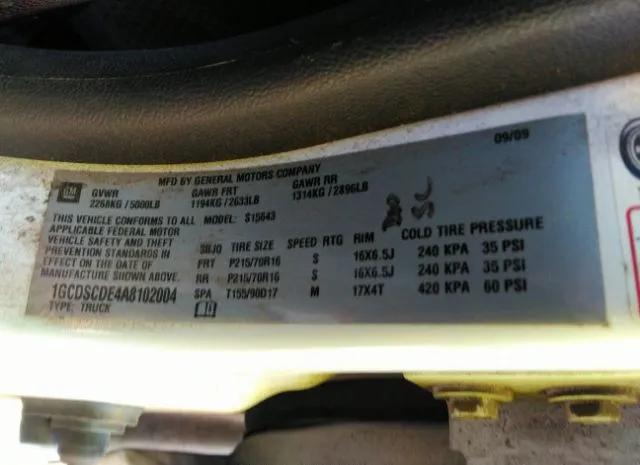 09/09
MFD BY GENERAL MOTORS COMPANY
GM GVWR GAWR FRT GAWR RR
2268KG / 5000LB 1194KG / 2633LB 1314KG / 2896LB
THIS VEHICLE CONFORMS TO ALL MODEL: S15643
APPLICABLE FEDERAL MOTOR
VEHICLE SAFETY AND THEFT
PREVENTION STANDARDS IN
EFFECT ON THE DATE OF
MANUFACTURE SHOWN ABOVE.
1GCDSCDE4A8102004
TYPE: TRUCK
TIRE SIZE SPEED RTG RIM COLD TIRE PRESSURE
FRT P215/70R16 S 16X6.5J 240 KPA 35 PSI
RR P215/70R16 S 16X6.5J 240 KPA 35 PSI
SPA T155/90D17 M 17X4T 420 KPA 60 PSI